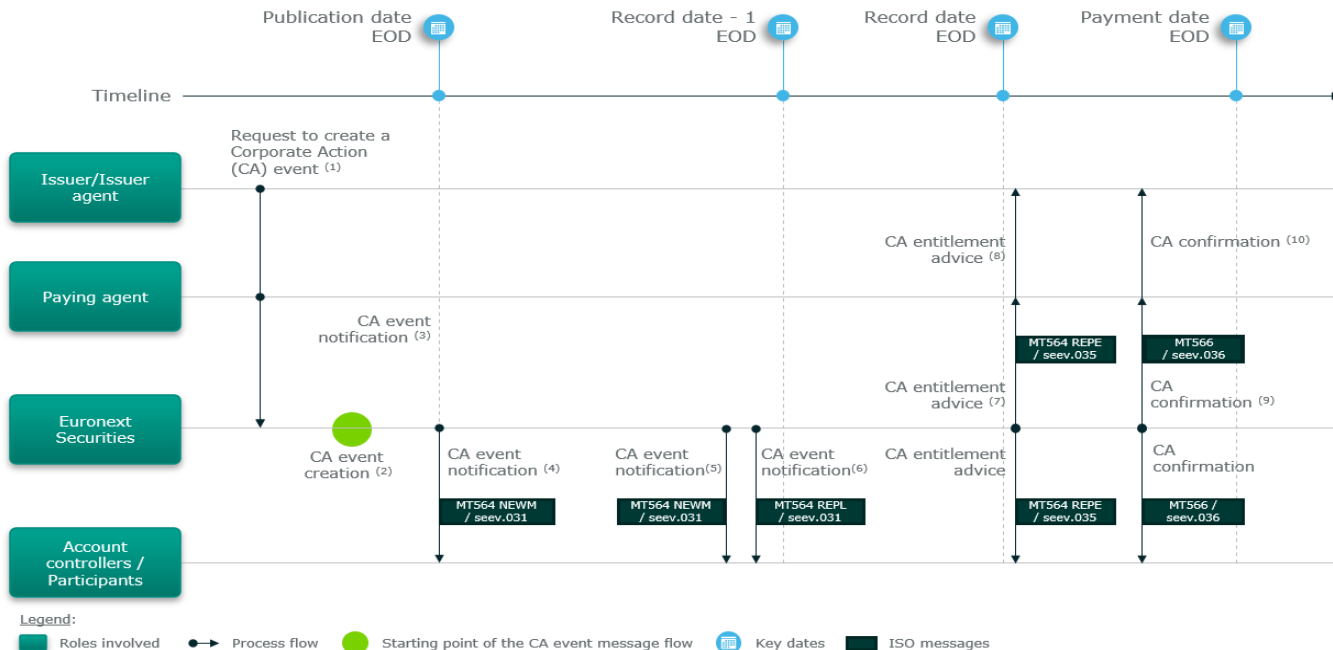 Publication date
EOD
Record date - 1
EOD
Record date
EOD
Payment date
EOD
Timeline
Request to create a
Corporate Action
(CA) event (1)
Issuer/Issuer
agent
CA entitlement
advice (8)
CA confirmation (10)
Paying agent
CA event
notification (3)
MT564 REPE
/ seev.035
MT566
/ seev.036
CA entitlement
advice (7)
CA
confirmation (9)
Euronext
Securities
CA event
creation (2)
CA event
notification (4)
CA event
notification(5)
CA event
notification(6)
CA entitlement
advice
CA
confirmation
MT564 NEWM
/ seev.031
MT564 NEWM
/ seev.031
MT564 REPL
/ seev.031
MT564 REPE
/ seev.035
MT566 /
seev.036
Account
controllers /
Participants
Legend:
Roles involved
Process flow
Starting point of the CA event message flow
Key dates
ISO messages